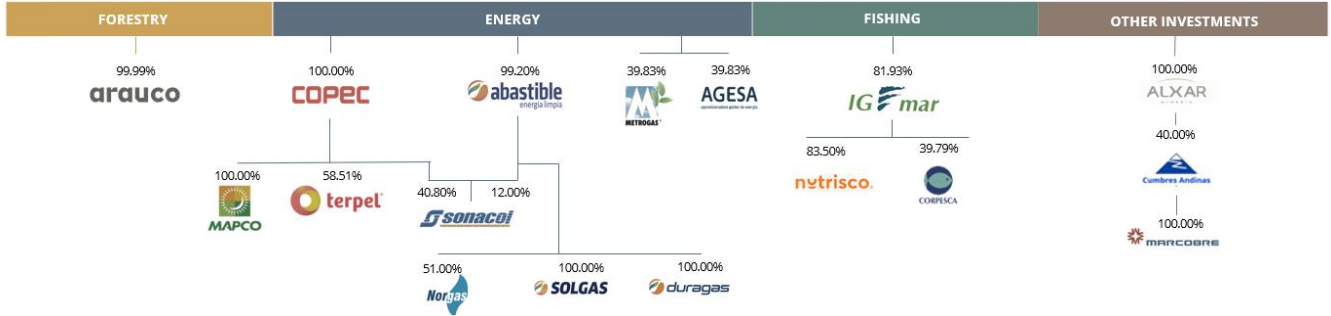 FORESTRY
ENERGY
FISHING
OTHER INVESTMENTS
99.99%
arauco
100.00%
COPEC
99.20%
abastible
energía limpia
39.83%
METROGAS
39.83%
AGESA
81.93%
IG mar
100.00%
ALXAR
MINERÍA
100.00%
MAPCO
58.51%
terpel
40.80%
12.00%
sonacol
83.50%
nutrisco
39.79%
CORPESCA
40.00%
Cumbres Andinas
51.00%
Norgas
100.00%
SOLGAS
100.00%
duragas
100.00%
MARCOBRE